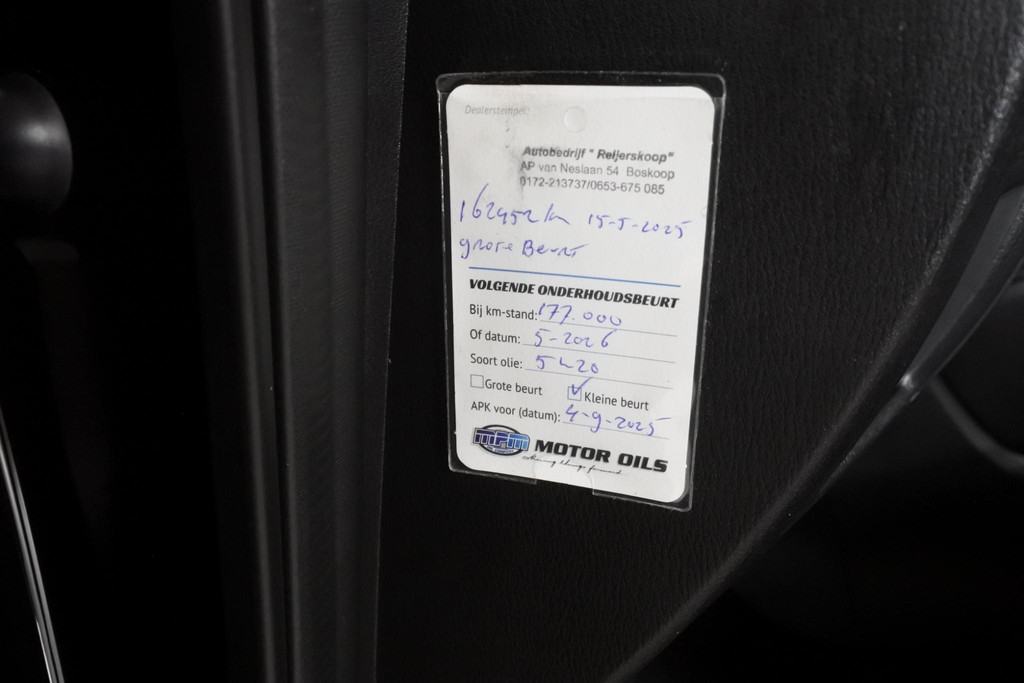 Dealerstempel:
Autobedrijf " Reijerskoop"
AP van Neslaan 54 Boskoop
0172-213737/0653-675 085
162952 km 15-5-2025
grote Beurt
VOLGENDE ONDERHOUDSBEURT
Bij km-stand: 177.000
Of datum: 5-2026
Soort olie: 5w20
Grote beurt Kleine beurt
APK voor (datum): 4-9-2025
MPM MOTOR OILS